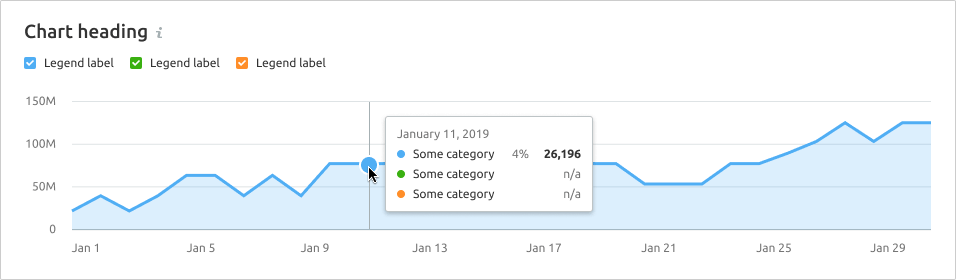 Chart heading i
Legend label Legend label Legend label
150M
January 11, 2019
100M
Some category 4% 26,196
Some category n/a
50M
Some category n/a
0
Jan 1 Jan 5 Jan 9 Jan 13 Jan 17 Jan 21 Jan 25 Jan 29